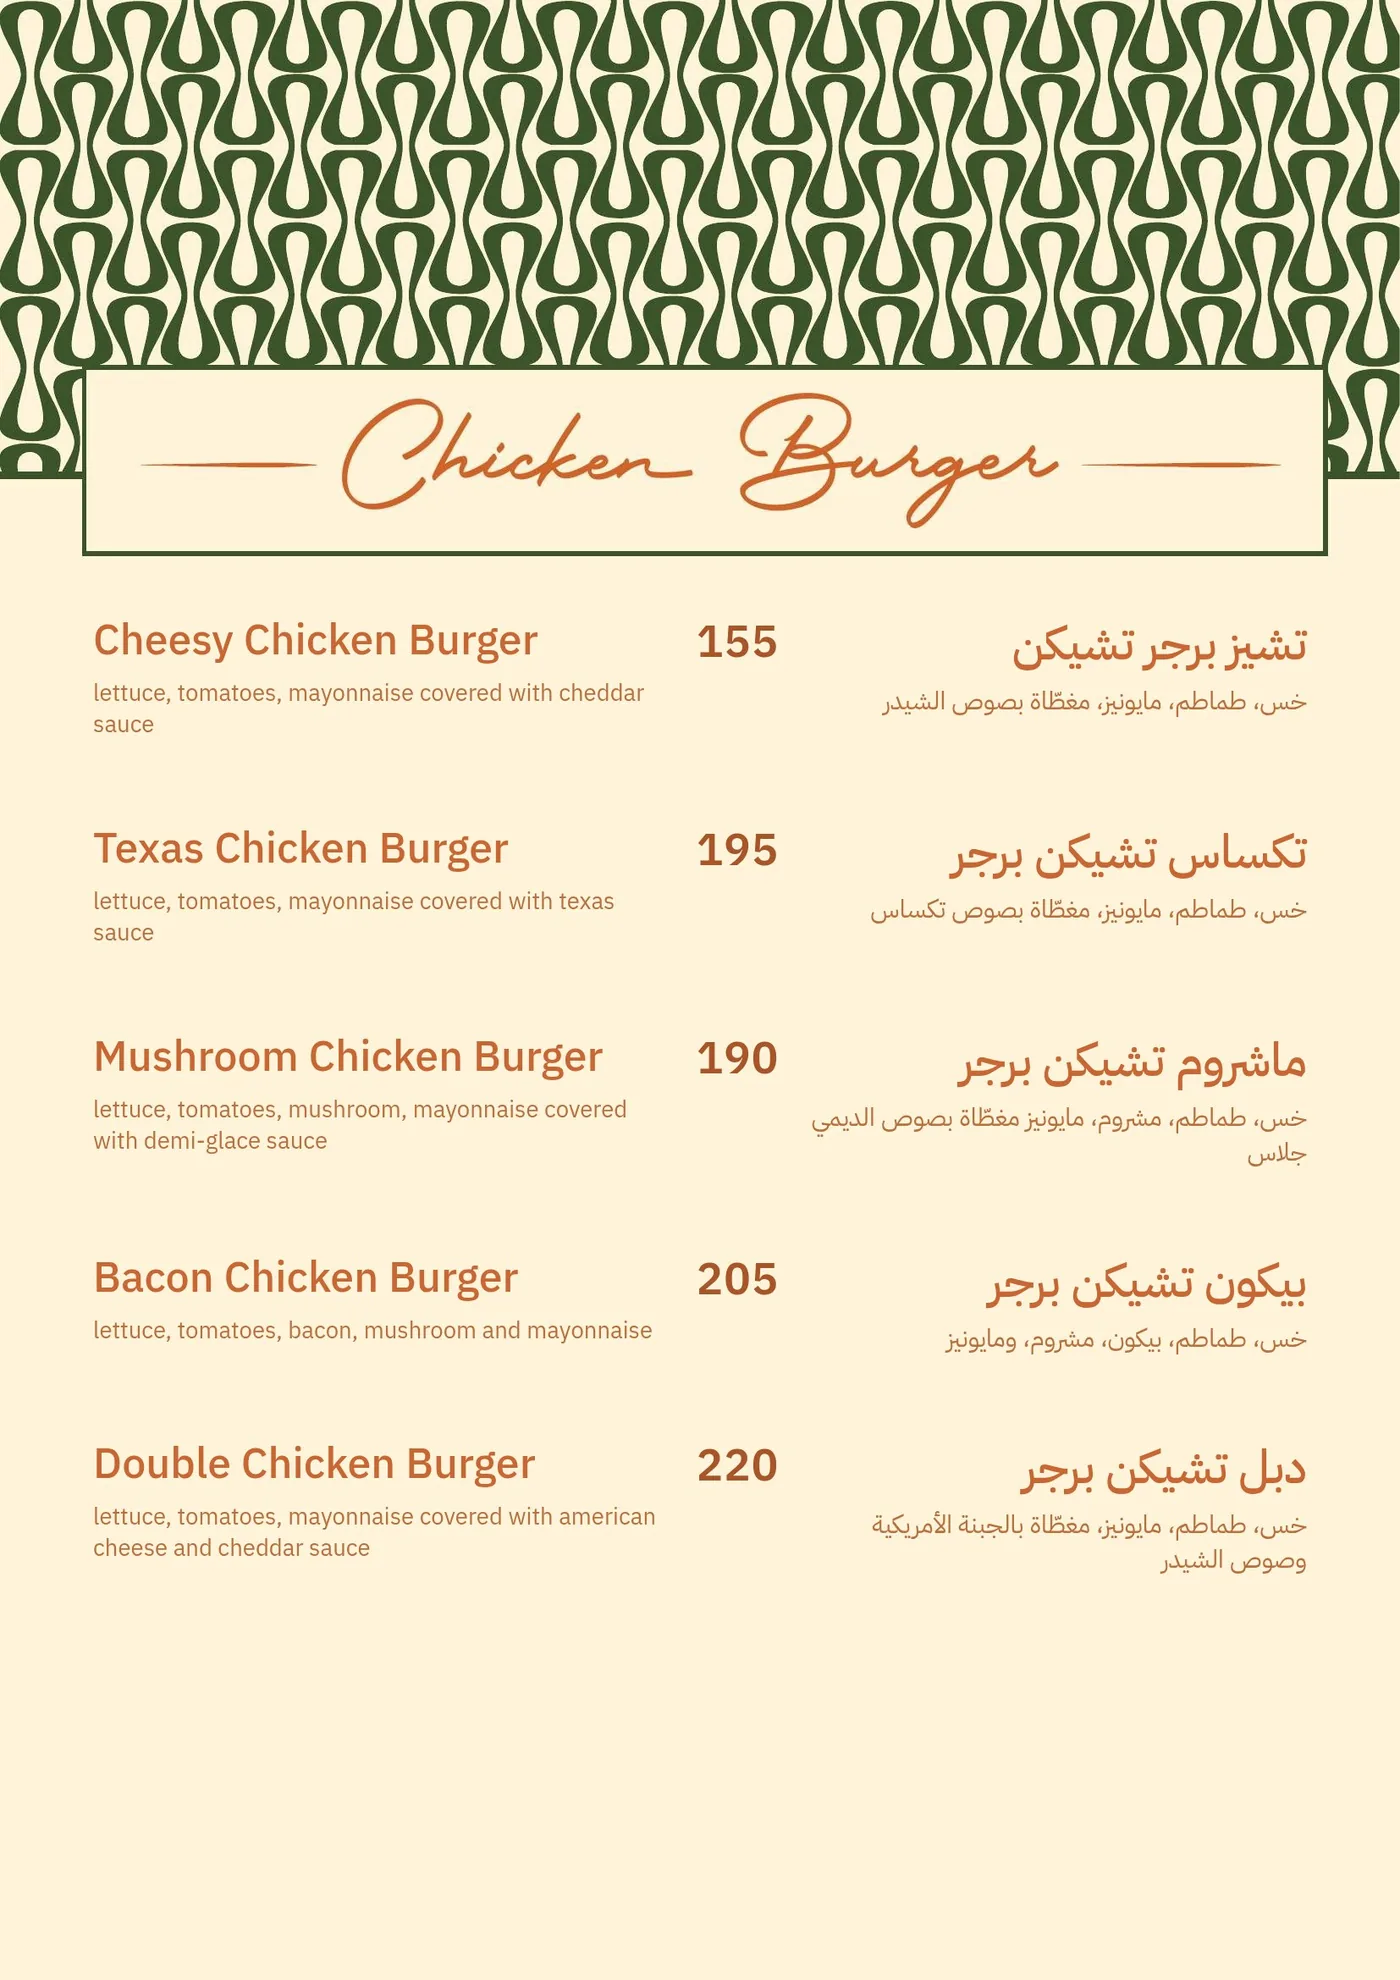 Chicken Burger
Cheesy Chicken Burger 155 تشيز برجر تشيكن
lettuce, tomatoes, mayonnaise covered with cheddar
sauce
خس، طماطم، مايونيز، مغطّاة بصوص الشيدر
Texas Chicken Burger 195 تكساس تشيكن برجر
lettuce, tomatoes, mayonnaise covered with texas
sauce
خس، طماطم، مايونيز، مغطّاة بصوص تكساس
Mushroom Chicken Burger 190 ماشروم تشيكن برجر
lettuce, tomatoes, mushroom, mayonnaise covered
with demi-glace sauce
خس، طماطم، مشروم، مايونيز مغطّاة بصوص الديمي
جلاس
Bacon Chicken Burger 205 بيكون تشيكن برجر
lettuce, tomatoes, bacon, mushroom and mayonnaise
خس، طماطم، بيكون، مشروم، ومايونيز
Double Chicken Burger 220 دبل تشيكن برجر
lettuce, tomatoes, mayonnaise covered with american
cheese and cheddar sauce
خس، طماطم، مايونيز، مغطّاة بالجبنة الأمريكية
وصوص الشيدر